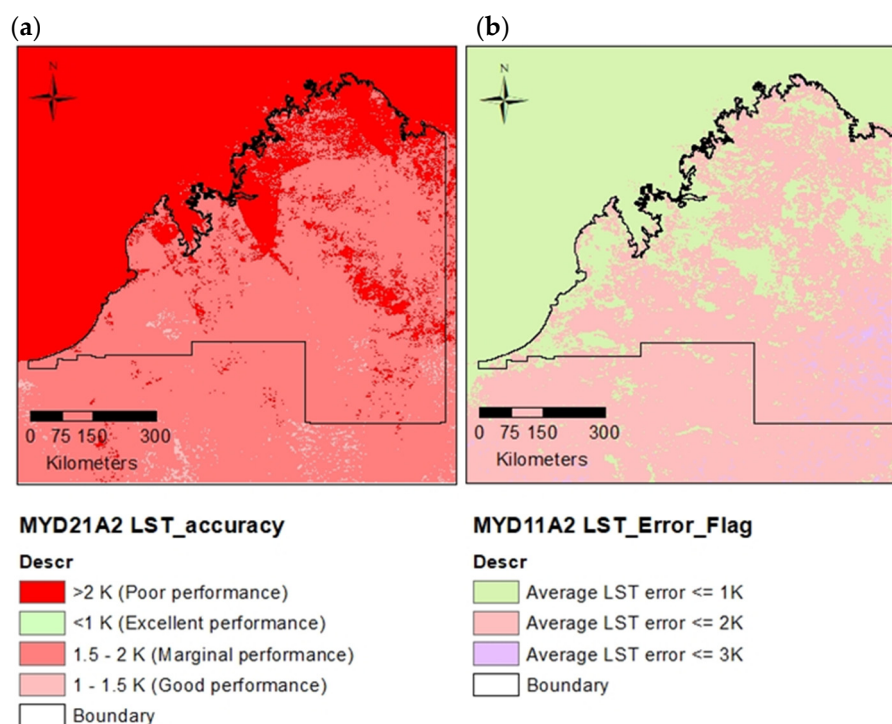 (a)
(b)
N
N
0 75 150 300
Kilometers
0 75 150 300
Kilometers
MYD21A2 LST_accuracy
Descr
>2 K (Poor performance)
<1 K (Excellent performance)
1.5 - 2 K (Marginal performance)
1 - 1.5 K (Good performance)
Boundary
MYD11A2 LST_Error_Flag
Descr
Average LST error <= 1K
Average LST error <= 2K
Average LST error <= 3K
Boundary